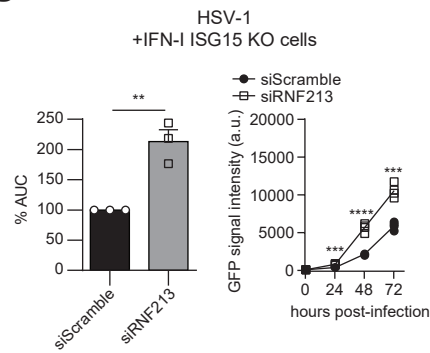 HSV-1
+IFN-I ISG15 KO cells
**
% AUC
250
200
150
100
50
0
siScramble
siRNF213
siScramble
siRNF213
GFP signal intensity (a.u.)
20000
15000
10000
5000
0
***
****
***
0 24 48 72
hours post-infection